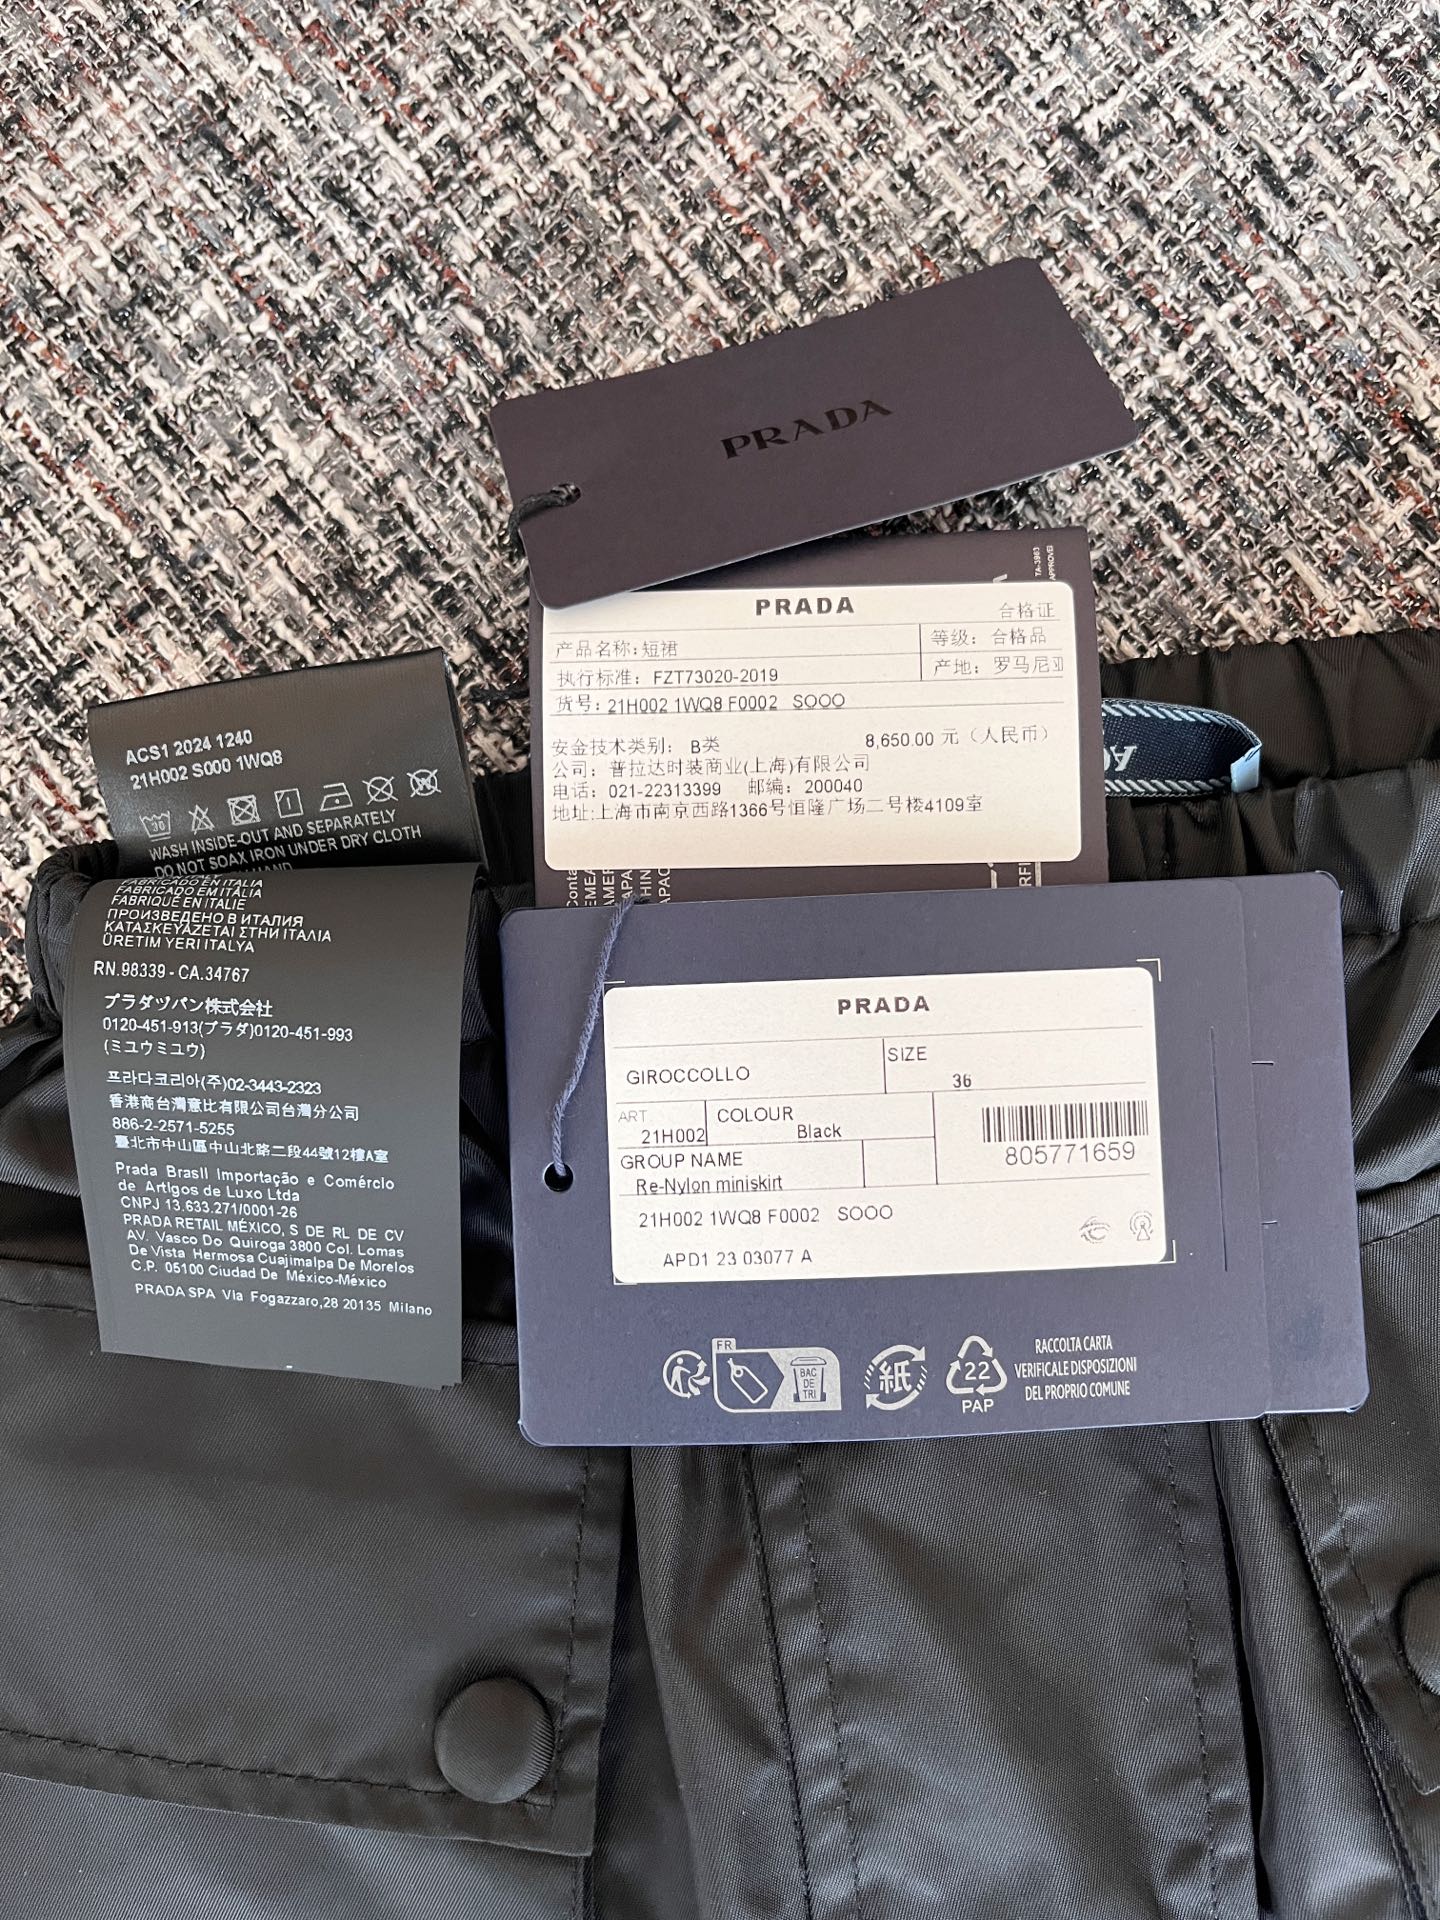 PRADA
TA-3963
APPROVE
PRADA
合格证
产品名称:短裙
等级: 合格品
执行标准: FZT73020-2019
产地: 罗马尼亚
货号: 21H002 1WQ8 F0002 SOOO
安金技术类别: B类
8,650.00 元（人民币）
公司: 普拉达时装商业(上海)有限公司
电话: 021-22313399 邮编: 200040
地址:上海市南京西路1366号恒隆广场二号楼4109室
ACS1 2024 1240
21H002 S000 1WQ8
30
WASH INSIDE-OUT AND SEPARATELY
DO NOT SOAX IRON UNDER DRY CLOTH
FABRICADO EN ITALIA
FABRICADO EM ITALIA
FABRIQUÉ EN ITALIE
ПРОИЗВЕДЕНО В ИТАЛИЯ
ΚΑΤΑΣΚΕΥΑΖΕΤΑΙ ΣΤΗΝ ΙΤΑΛΙΑ
ÜRETIM YERI ITALYA
RN.98339 - CA.34767
プラダツパン株式会社
0120-451-913(プラダ)0120-451-993
(ミユウミユウ)
프라다코리아(주)02-3443-2323
香港商台灣意比有限公司台灣分公司
886-2-2571-5255
臺北市中山區中山北路二段44號12樓A室
Prada Brasil Importação e Comércio
de Artigos de Luxo Ltda
CNPJ 13.633.271/0001-26
PRADA RETAIL MÉXICO, S DE RL DE CV
AV. Vasco Do Quiroga 3800 Col. Lomas
De Vista Hermosa Cuajimalpa De Morelos
C.P. 05100 Ciudad De México-México
PRADA SPA Via Fogazzaro,28 20135 Milano
PRADA
GIROCCOLLO
SIZE
36
ART
21H002
COLOUR
Black
805771659
GROUP NAME
Re-Nylon miniskirt
21H002 1WQ8 F0002 SOOO
APD1 23 03077 A
FR
BAC
DE
TRI
紙
22
PAP
RACCOLTA CARTA
VERIFICALE DISPOSIZIONI
DEL PROPRIO COMUNE